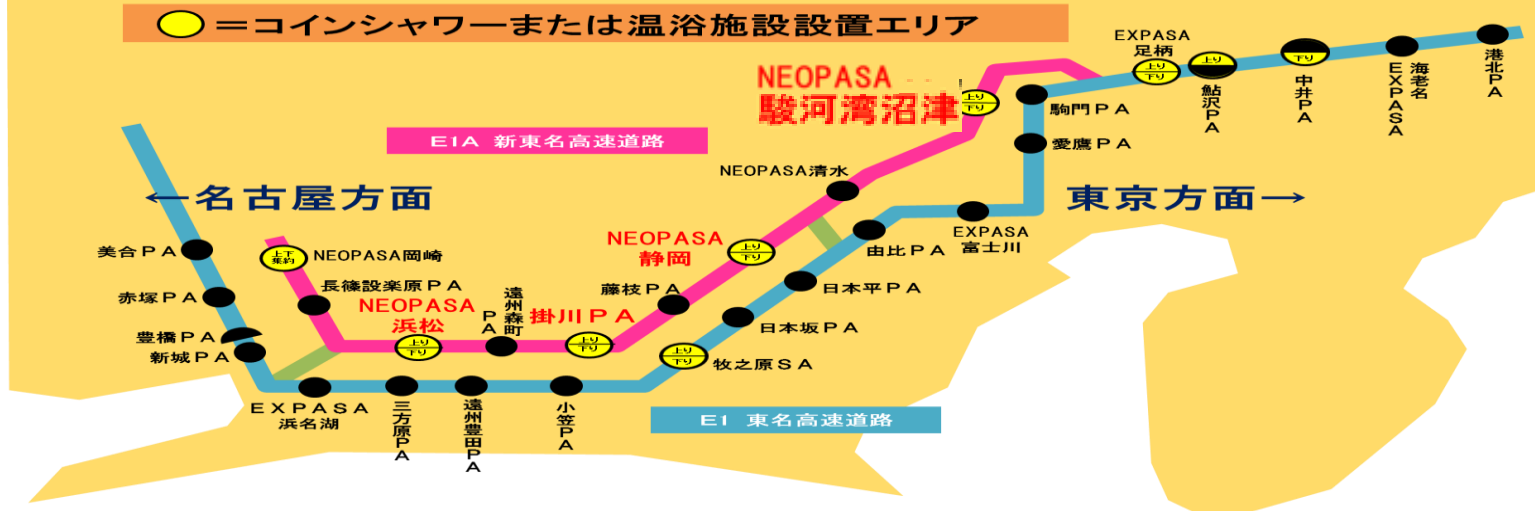 ＝コインシャワーまたは温浴施設設置エリア
EXPASA
足柄
上り
下り
上り
鮎沢PA
下り
中井PA
海老名
EXPASA
港北PA
NEOPASA
駿河湾沼津
上り
下り
駒門PA
愛鷹PA
E1A 新東名高速道路
NEOPASA清水
←名古屋方面
東京方面→
EXPASA
富士川
NEOPASA
静岡
上り
下り
由比PA
美合PA
上下
集約
NEOPASA岡崎
長篠設楽原PA
赤塚PA
日本平PA
藤枝PA
NEOPASA
浜松
上り
下り
遠州森町
PA
掛川PA
上り
下り
日本坂PA
豊橋PA
新城PA
上り
下り
牧之原SA
EXPASA
浜名湖
三方原PA
遠州豊田PA
小笠PA
E1 東名高速道路